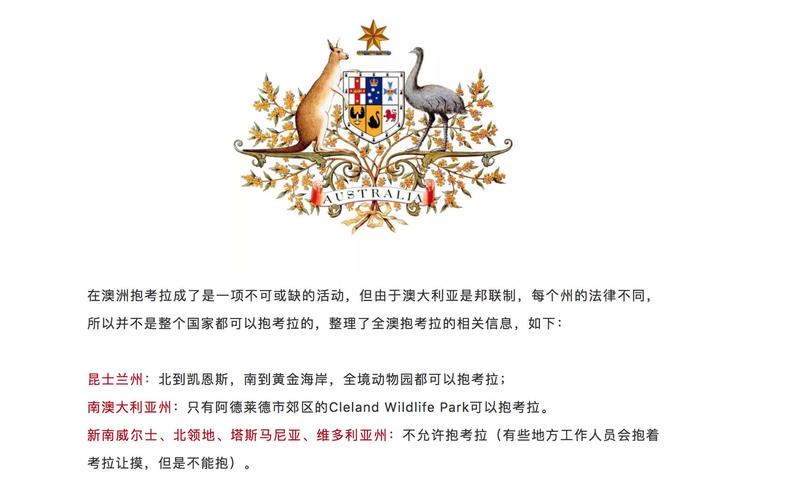 AUSTRALIA
在澳洲抱考拉成了是一项不可或缺的活动，但由于澳大利亚是邦联制，每个州的法律不同，
所以并不是整个国家都可以抱考拉的，整理了全澳抱考拉的相关信息，如下：
昆士兰州：北到凯恩斯，南到黄金海岸，全境动物园都可以抱考拉；
南澳大利亚州：只有阿德莱德市郊区的Cleland Wildlife Park可以抱考拉。
新南威尔士、北领地、塔斯马尼亚、维多利亚州：不允许抱考拉（有些地方工作人员会抱着
考拉让摸，但是不能抱）。